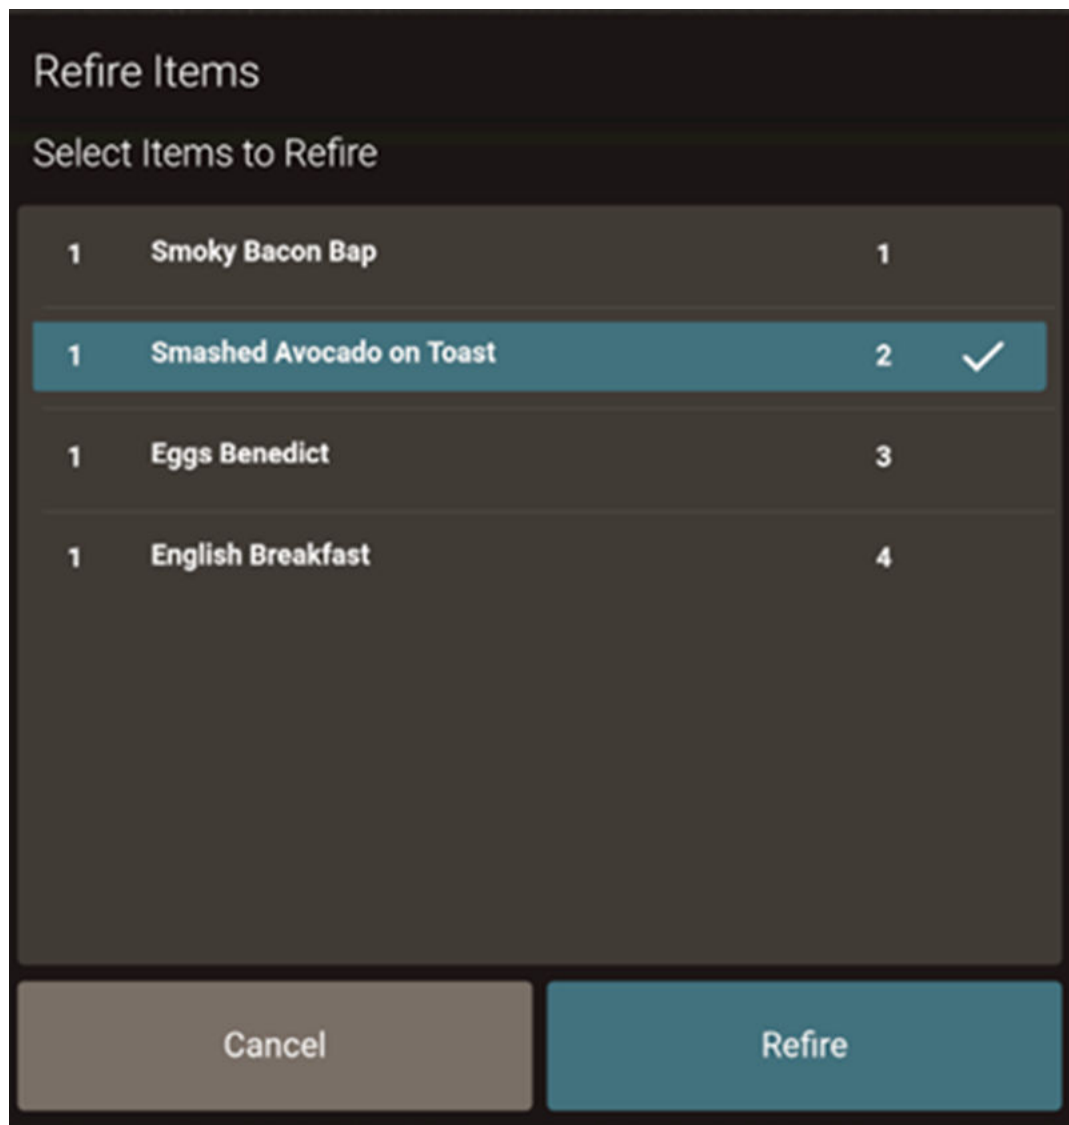 Refire Items
Select Items to Refire
1 Smoky Bacon Bap 1
1 Smashed Avocado on Toast 2
1 Eggs Benedict 3
1 English Breakfast 4
Cancel Refire